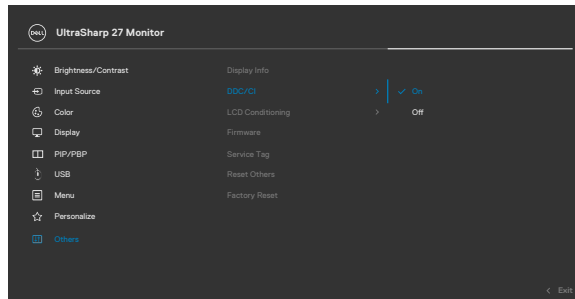 DELL UltraSharp 27 Monitor
Brightness/Contrast Display Info
Input Source DDC/CI > ✓ On
Color LCD Conditioning > Off
Display Firmware
PIP/PBP Service Tag
USB Reset Others
Menu Factory Reset
Personalize
Others
< Exit